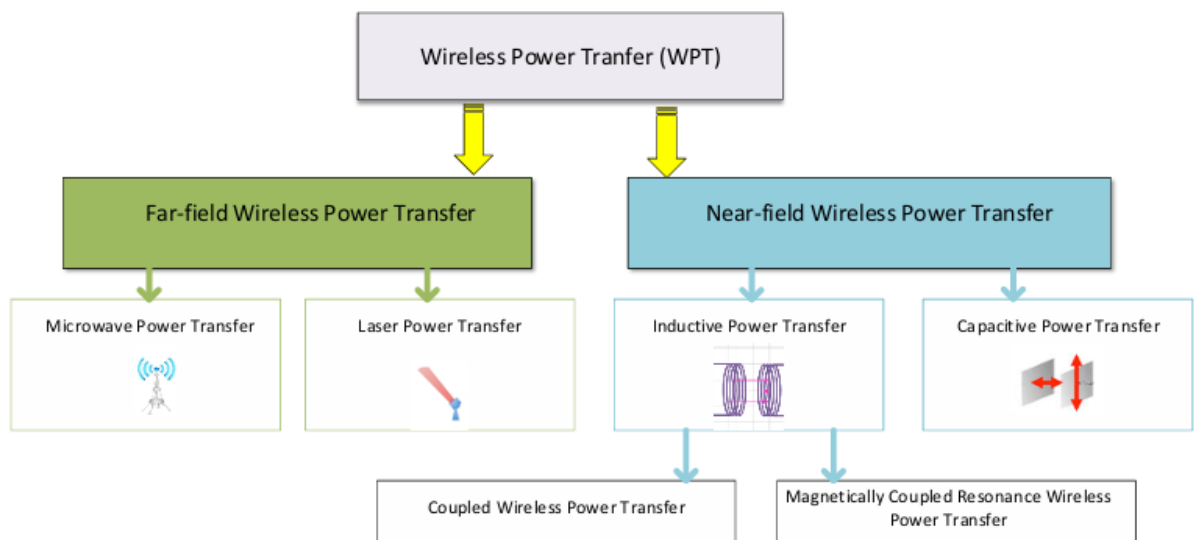 Wireless Power Tranfer (WPT)
Far-field Wireless Power Transfer
Near-field Wireless Power Transfer
Microwave Power Transfer
Laser Power Transfer
Inductive Power Transfer
Capacitive Power Transfer
Coupled Wireless Power Transfer
Magnetically Coupled Resonance Wireless
Power Transfer